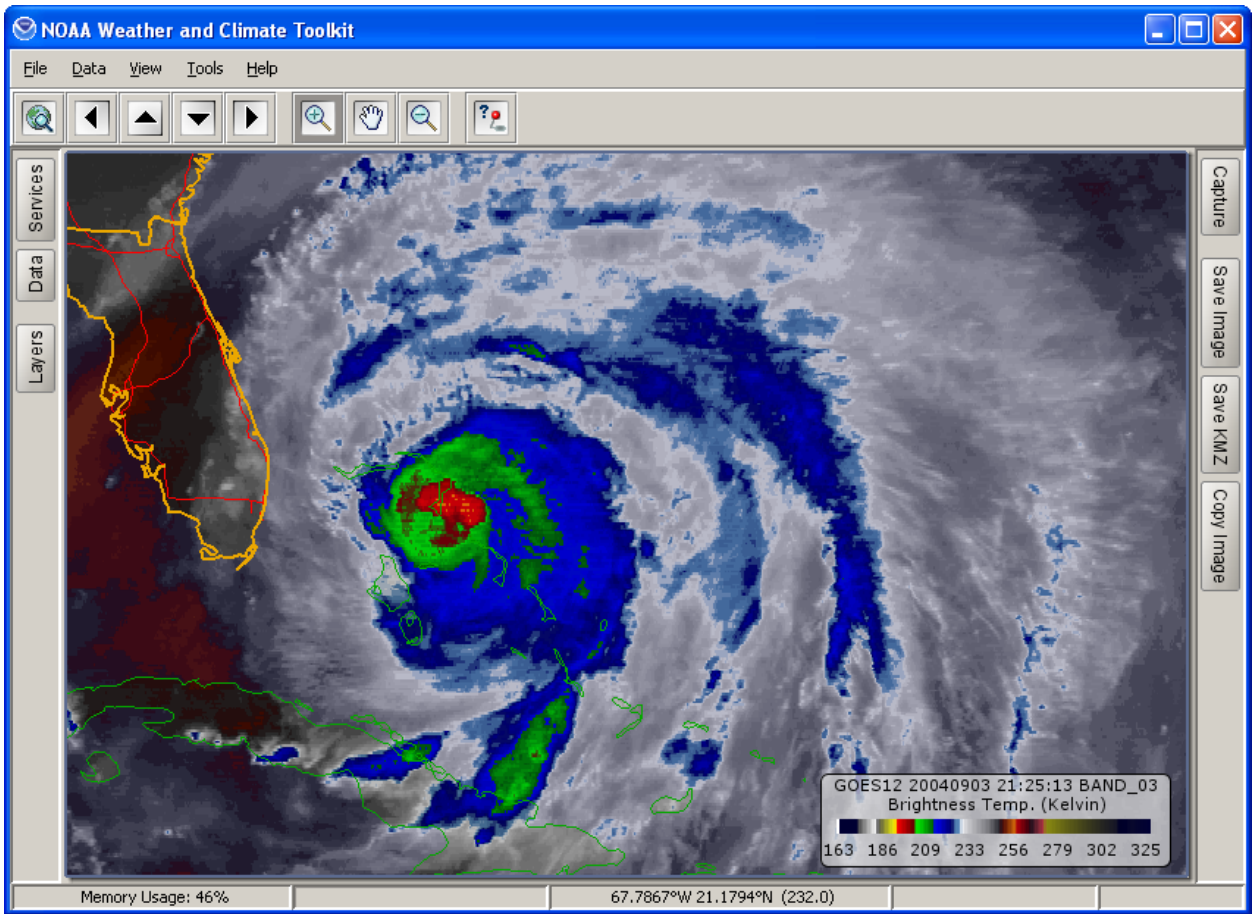 NOAA Weather and Climate Toolkit
File Data View Tools Help
?
Services
Data
Layers
Capture
Save Image
Save KMZ
Copy Image
GOES12 20040903 21:25:13 BAND_03
Brightness Temp. (Kelvin)
163 186 209 233 256 279 302 325
Memory Usage: 46%
67.7867°W 21.1794°N (232.0)